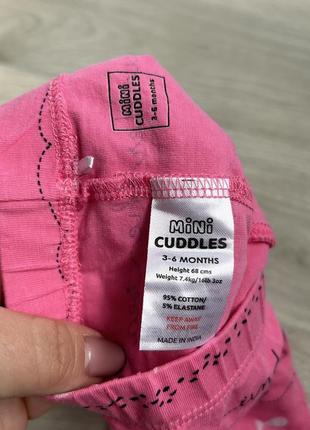 MiNi
CUDDLES
3-6 months
MiNi
CUDDLES
3-6 MONTHS
Height 68 cms
Weight 7.4kg/16lb 3oz
95% COTTON/
5% ELASTANE
KEEP AWAY
FROM FIRE
MADE IN INDIA